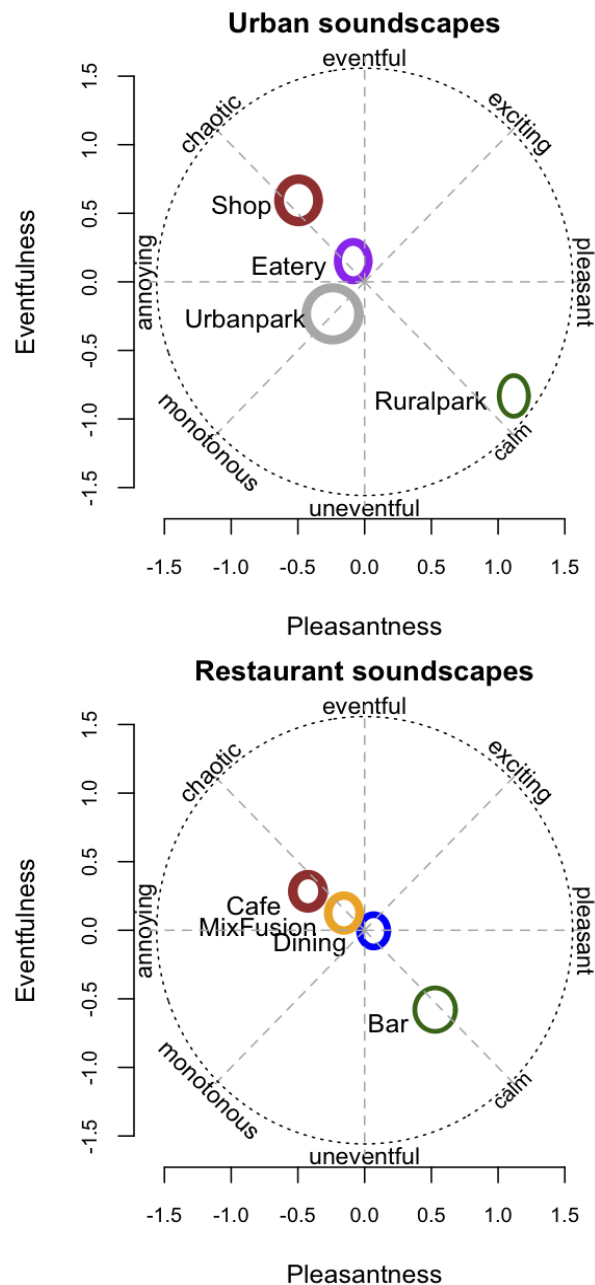 Urban soundscapes
eventful
chaotic
exciting
Shop
Eatery
annoying
pleasant
Urbanpark
Ruralpark
monotonous
calm
uneventful
Eventfulness
1.5
1.0
0.5
0.0
-0.5
-1.0
-1.5
-1.5 -1.0 -0.5 0.0 0.5 1.0 1.5
Pleasantness
Restaurant soundscapes
eventful
chaotic
exciting
Cafe
MixFusion
Dining
annoying
pleasant
Bar
monotonous
calm
uneventful
Eventfulness
1.5
1.0
0.5
0.0
-0.5
-1.0
-1.5
-1.5 -1.0 -0.5 0.0 0.5 1.0 1.5
Pleasantness